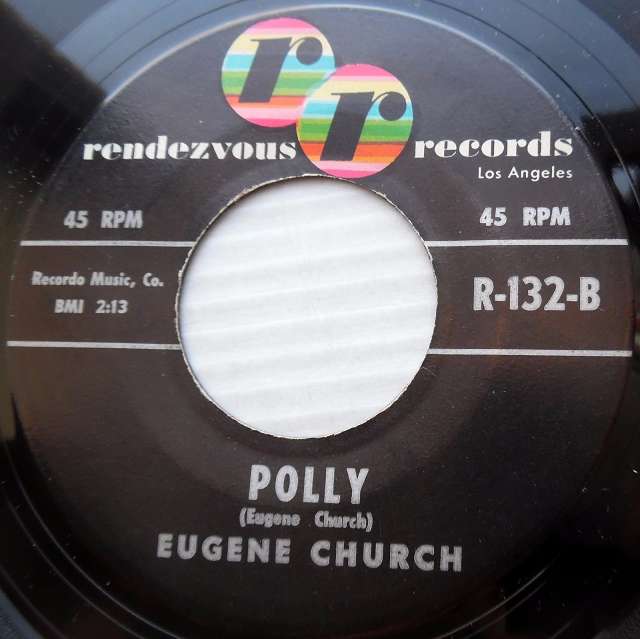 r r
rendezvous records
Los Angeles
45 RPM 45 RPM
Recordo Music, Co.
BMI 2:13
R-132-B
POLLY
(Eugene Church)
EUGENE CHURCH